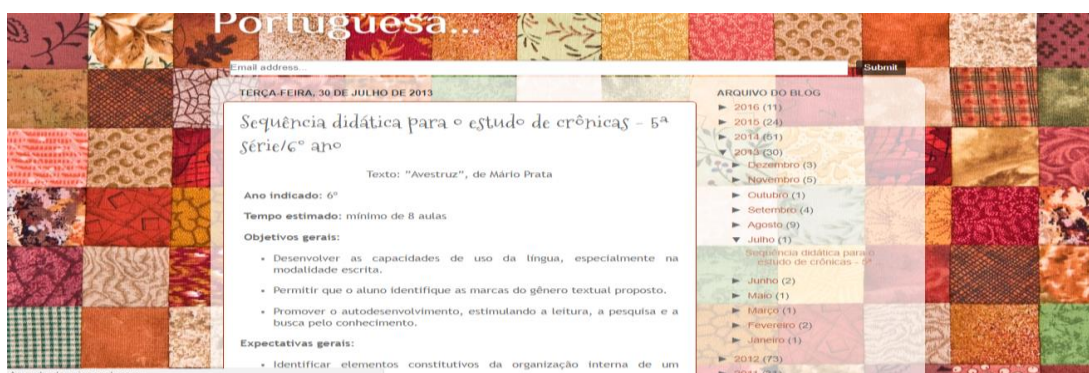 Portuguesa...
Email address...
Submit
TERÇA-FEIRA, 30 DE JULHO DE 2013
Sequência didática para o estudo de crônicas - 5ª
série/6º ano
Texto: "Avestruz", de Mário Prata
Ano indicado: 6º
Tempo estimado: mínimo de 8 aulas
Objetivos gerais:
• Desenvolver as capacidades de uso da língua, especialmente na
modalidade escrita.
• Permitir que o aluno identifique as marcas do gênero textual proposto.
• Promover o autodesenvolvimento, estimulando a leitura, a pesquisa e a
busca pelo conhecimento.
Expectativas gerais:
• Identificar elementos constitutivos da organização interna de um
ARQUIVO DO BLOG
► 2016 (11)
► 2015 (24)
► 2014 (51)
▼ 2013 (30)
► Dezembro (3)
► Novembro (5)
► Outubro (1)
► Setembro (4)
► Agosto (9)
▼ Julho (1)
Sequência didática para o
estudo de crônicas - 5ª
► Junho (2)
► Maio (1)
► Março (1)
► Fevereiro (2)
► Janeiro (1)
► 2012 (73)